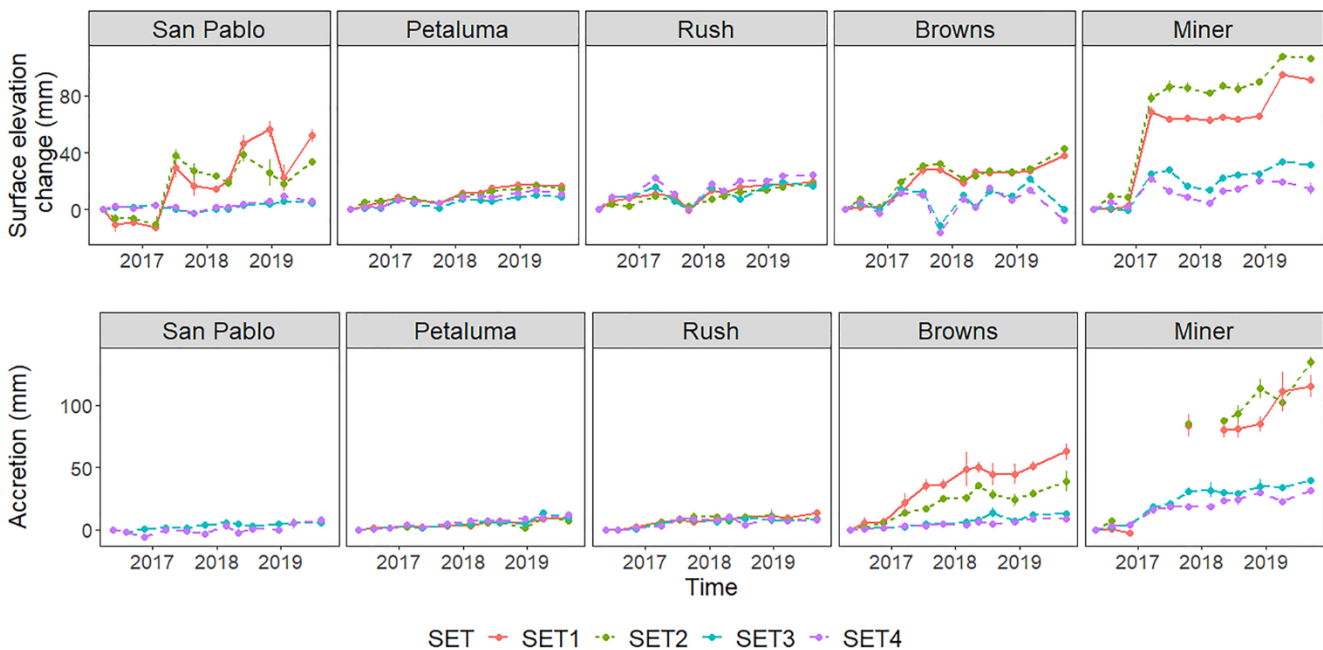 San Pablo Petaluma Rush Browns Miner
Surface elevation
change (mm)
80
40
0
2017 2018 2019 2017 2018 2019 2017 2018 2019 2017 2018 2019 2017 2018 2019
San Pablo Petaluma Rush Browns Miner
Accretion (mm)
100
50
0
2017 2018 2019 2017 2018 2019 2017 2018 2019 2017 2018 2019 2017 2018 2019
Time
SET SET1 SET2 SET3 SET4